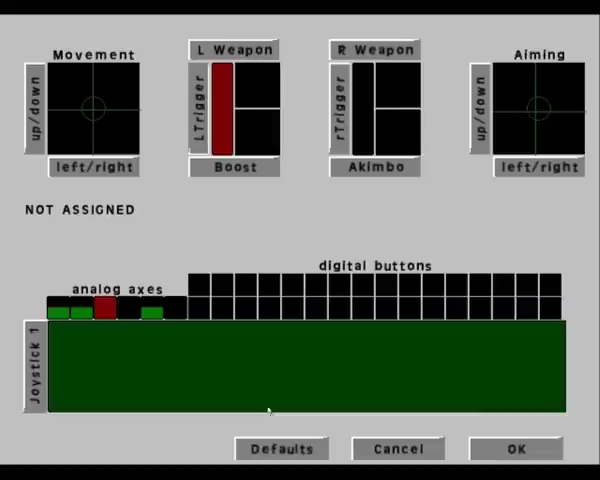 L Weapon
R Weapon
Movement
Aiming
up/down
LTrigger
rTrigger
up/down
left/right
Boost
Akimbo
left/right
NOT ASSIGNED
digital buttons
analog axes
Joystick 1
Defaults
Cancel
OK